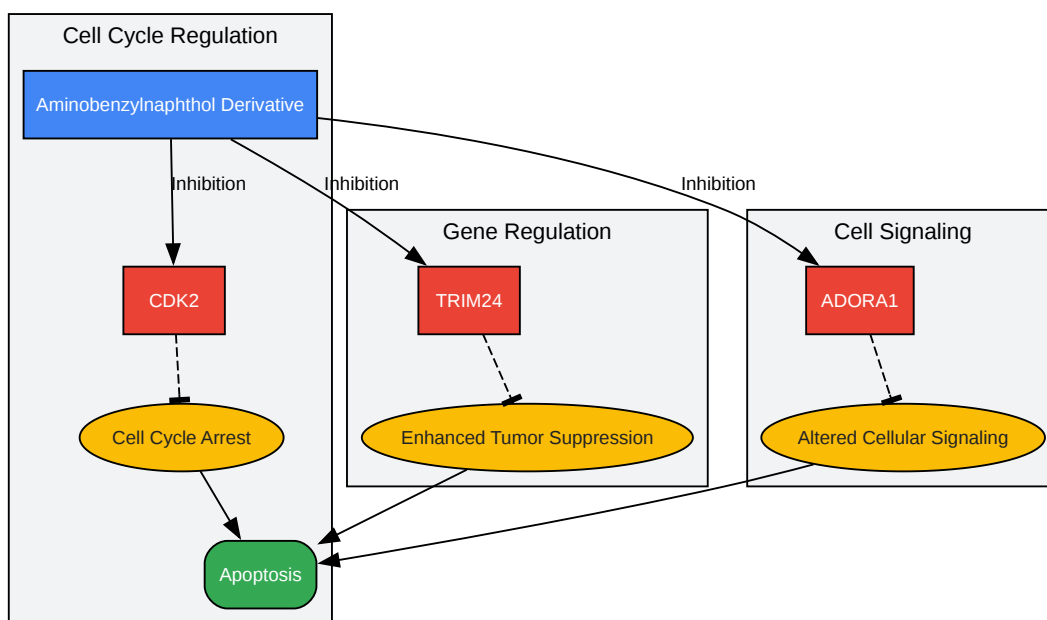 Cell Cycle Regulation
Aminobenzylnaphthol Derivative
Inhibition
Inhibition
Inhibition
Gene Regulation
Cell Signaling
CDK2
TRIM24
ADORA1
Cell Cycle Arrest
Enhanced Tumor Suppression
Altered Cellular Signaling
Apoptosis